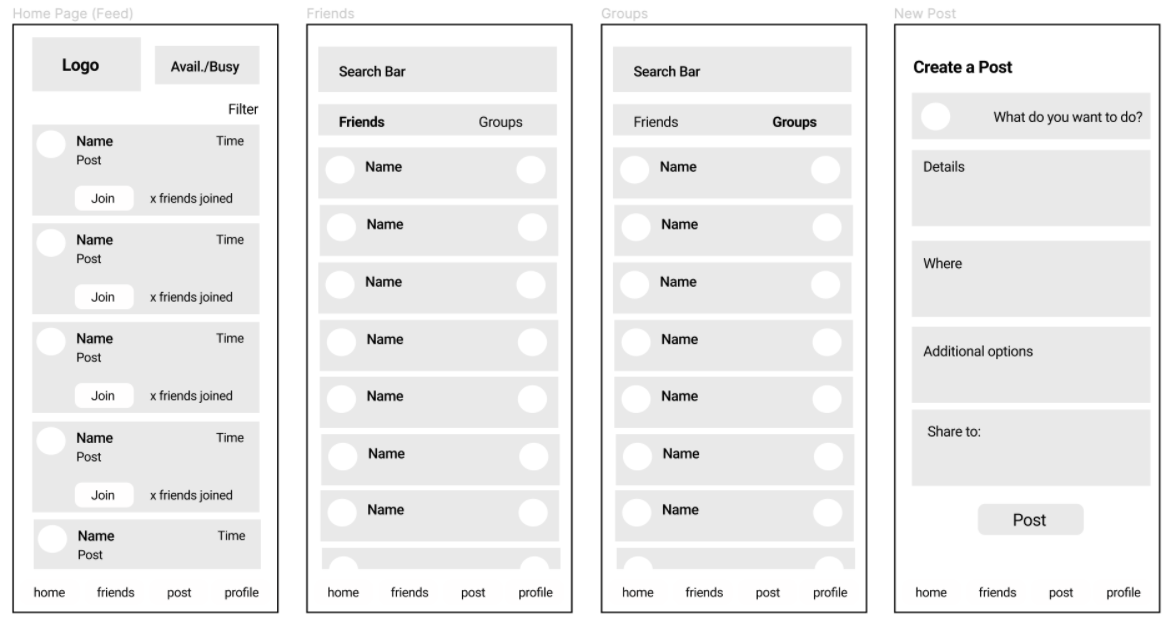 Home Page (Feed)
Logo
Avail./Busy
Filter
Name
Time
Post
Join
x friends joined
Name
Time
Post
Join
x friends joined
Name
Time
Post
Join
x friends joined
Name
Time
Post
Join
x friends joined
Name
Time
Post
home
friends
post
profile
Friends
Search Bar
Friends
Groups
Name
Name
Name
Name
Name
Name
Name
home
friends
post
profile
Groups
Search Bar
Friends
Groups
Name
Name
Name
Name
Name
Name
Name
home
friends
post
profile
New Post
Create a Post
What do you want to do?
Details
Where
Additional options
Share to:
Post
home
friends
post
profile